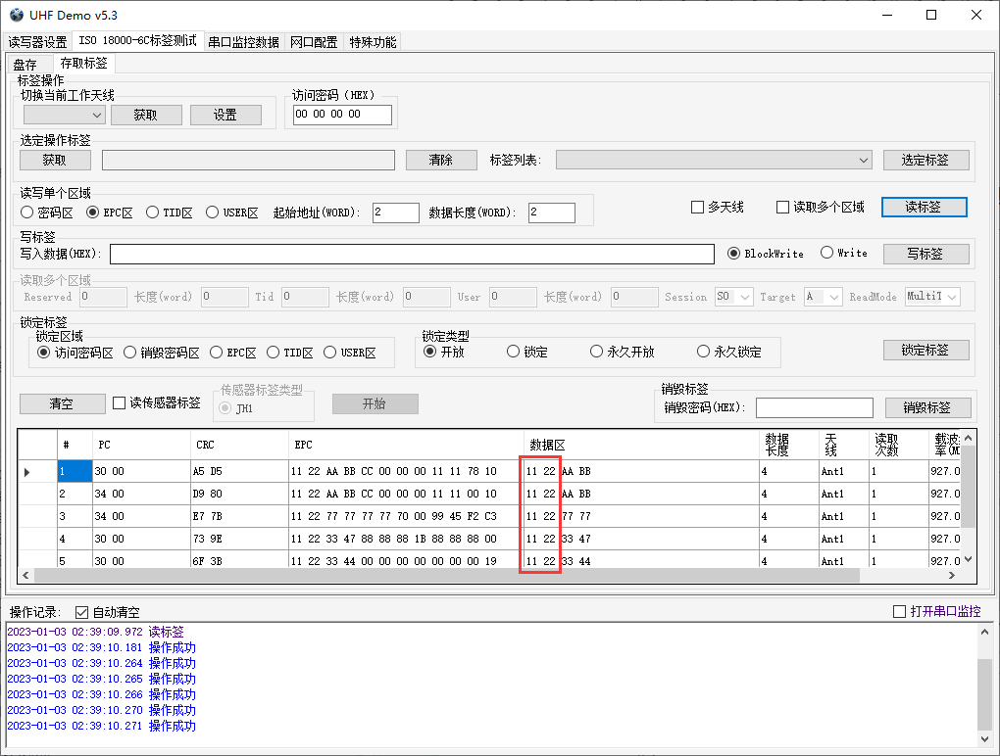 UHF Demo v5.3
读写器设置 ISO 18000-6C标签测试 串口监控数据 网口配置 特殊功能
盘存 存取标签
标签操作
切换当前工作天线 访问密码（HEX）
获取 设置 00 00 00 00
选定操作标签
获取 清除 标签列表: 选定标签
读写单个区域
密码区 EPC区 TID区 USER区 起始地址(WORD): 2 数据长度(WORD): 2 多天线 读取多个区域 读标签
写标签
写入数据(HEX): BlockWrite Write 写标签
读取多个区域
Reserved 0 长度(word) 0 Tid 0 长度(word) 0 User 0 长度(word) 0 Session S0 Target A ReadMode MultiT
锁定标签
锁定区域 锁定类型
访问密码区 销毁密码区 EPC区 TID区 USER区 开放 锁定 永久开放 永久锁定 锁定标签
清空 读传感器标签 传感器标签类型 JH1 开始 销毁标签
销毁密码(HEX): 销毁标签
# PC CRC EPC 数据区 数据长度 天线 读取次数 载波
1 30 00 A5 D5 11 22 AA BB CC 00 00 00 11 11 78 10 11 22 AA BB 4 Ant1 1 927.0
2 34 00 D9 80 11 22 AA BB CC 00 00 00 11 11 00 10 11 22 AA BB 4 Ant1 1 927.0
3 34 00 E7 7B 11 22 77 77 77 77 70 00 99 45 F2 C3 11 22 77 77 4 Ant1 1 927.0
4 30 00 73 9E 11 22 33 47 88 88 88 1B 88 88 88 00 11 22 33 47 4 Ant1 1 927.0
5 30 00 6F 3B 11 22 33 44 00 00 00 00 00 00 00 19 11 22 33 44 4 Ant1 1 927.0
操作记录: 自动清空 打开串口监控
2023-01-03 02:39:09.972 读标签
2023-01-03 02:39:10.181 操作成功
2023-01-03 02:39:10.264 操作成功
2023-01-03 02:39:10.265 操作成功
2023-01-03 02:39:10.266 操作成功
2023-01-03 02:39:10.270 操作成功
2023-01-03 02:39:10.271 操作成功